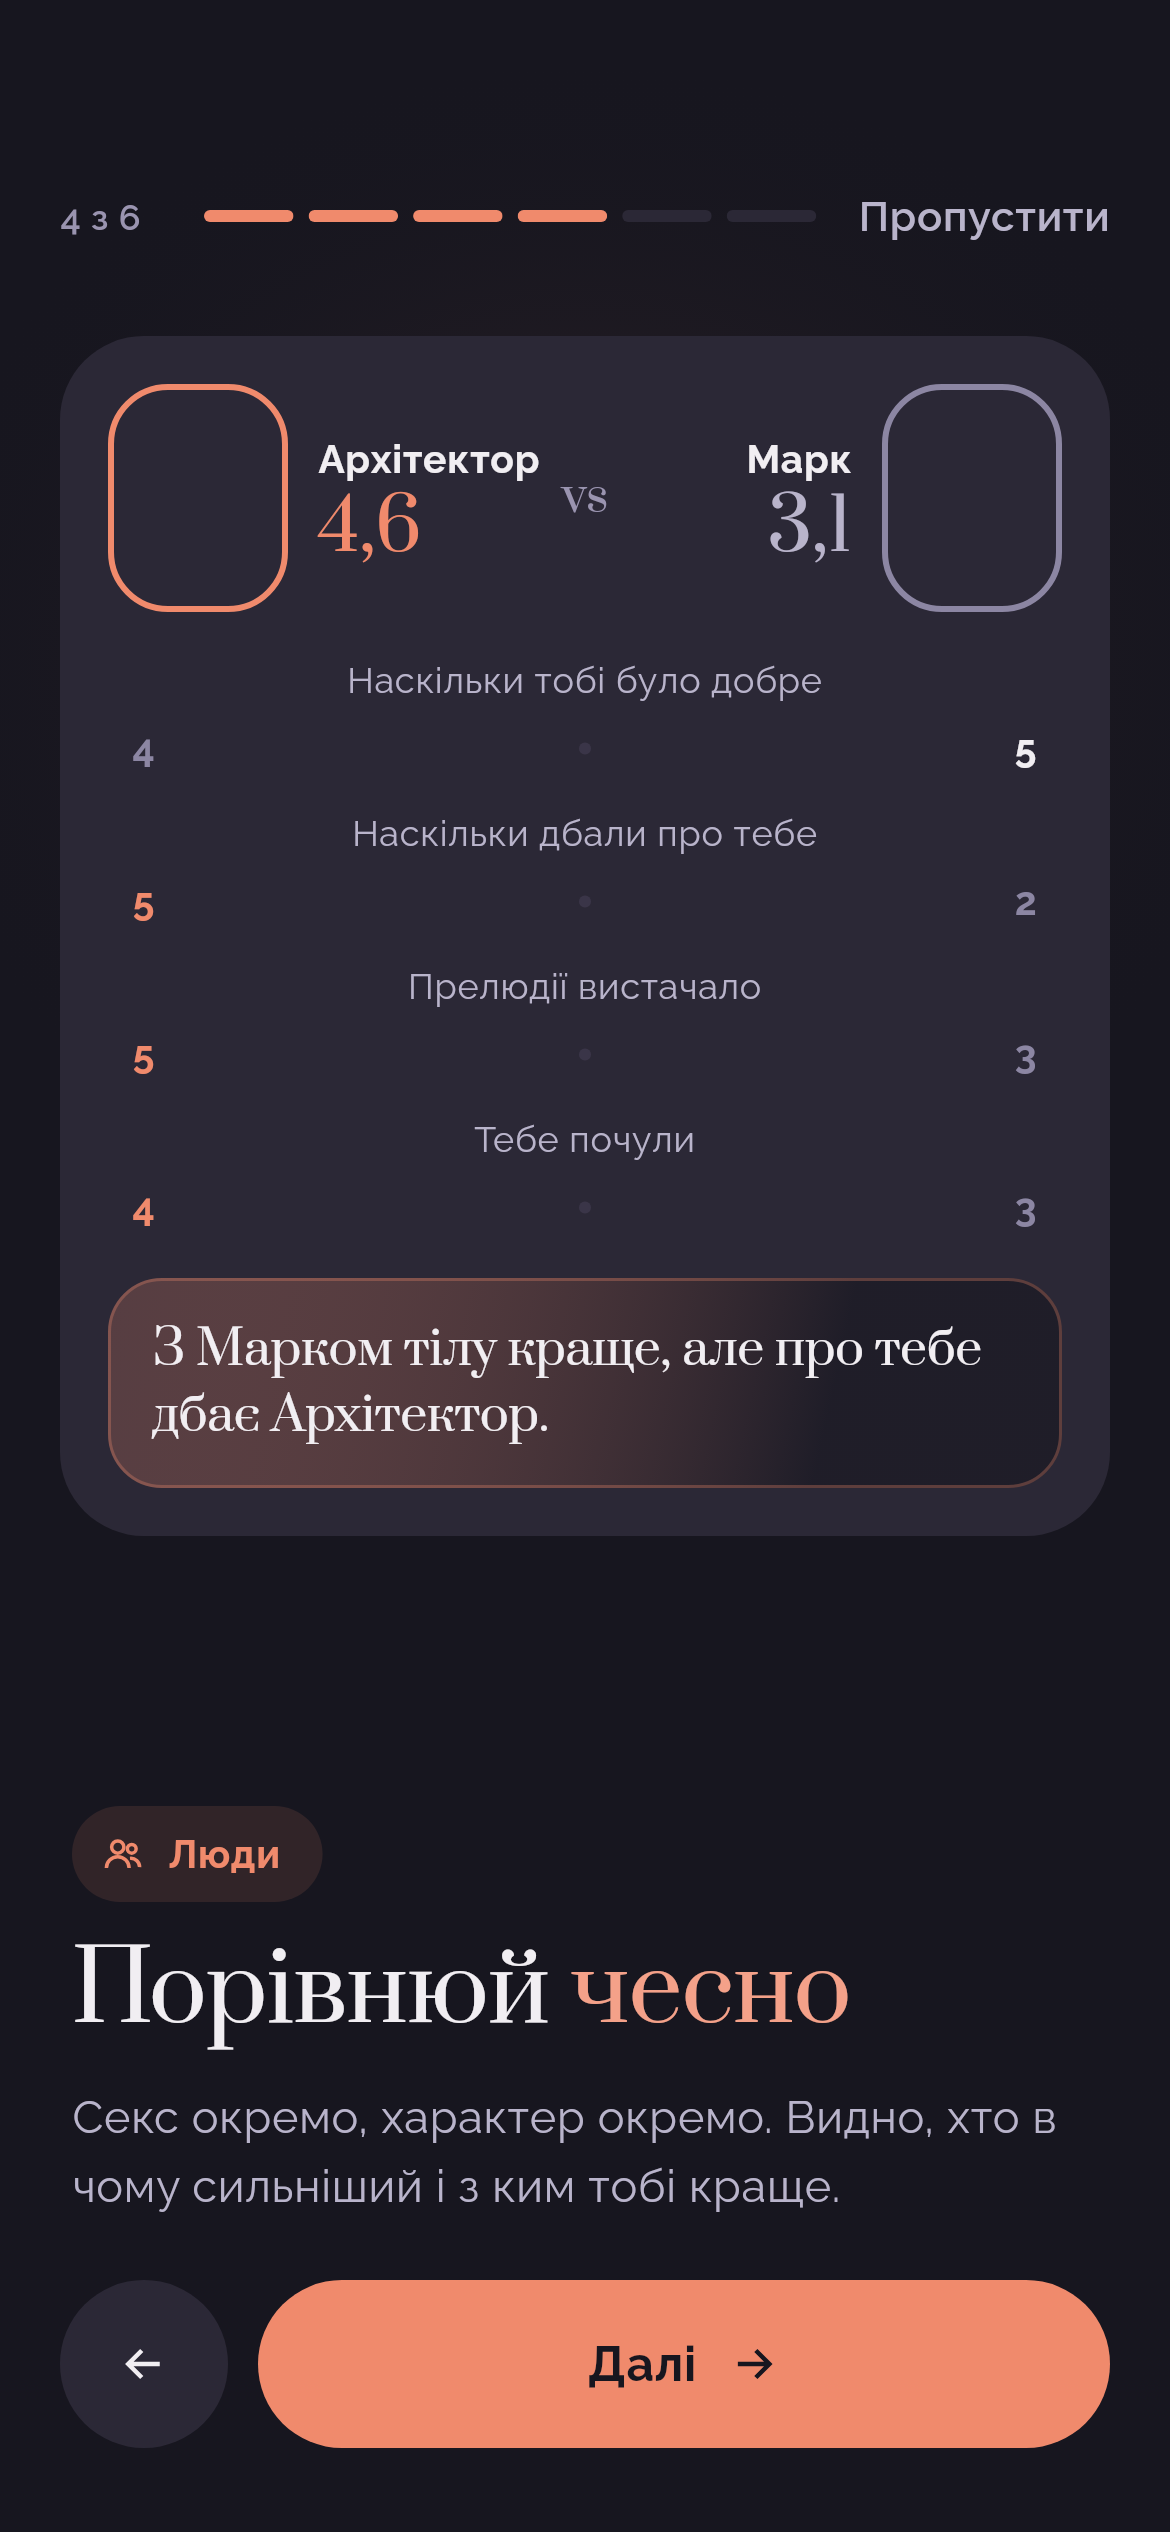 4 з 6
Пропустити
Архітектор
4,6
vs
Марк
3,1
Наскільки тобі було добре
4
5
Наскільки дбали про тебе
5
2
Прелюдії вистачало
5
3
Тебе почули
4
3
З Марком тілу краще, але про тебе
дбає Архітектор.
Люди
Порівнюй чесно
Секс окремо, характер окремо. Видно, хто в
чому сильніший і з ким тобі краще.
Далі